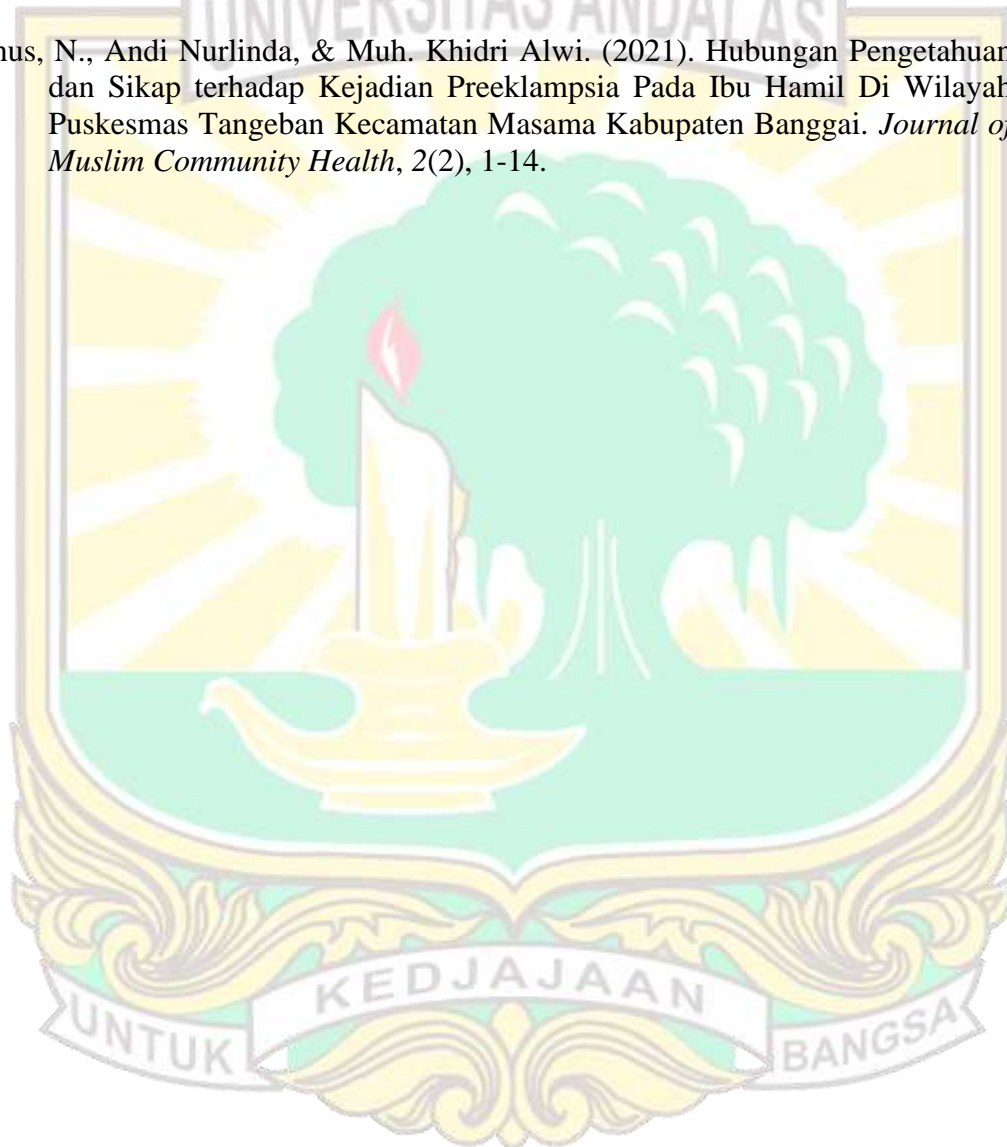 UNIVERSITAS ANDALAS
nus, N., Andi Nurlinda, & Muh. Khidri Alwi. (2021). Hubungan Pengetahuan
dan Sikap terhadap Kejadian Preeklampsia Pada Ibu Hamil Di Wilayah
Puskesmas Tangeban Kecamatan Masama Kabupaten Banggai. Journal of
Muslim Community Health, 2(2), 1-14.
KEDJAJAAN
UNTUK
BANGSA